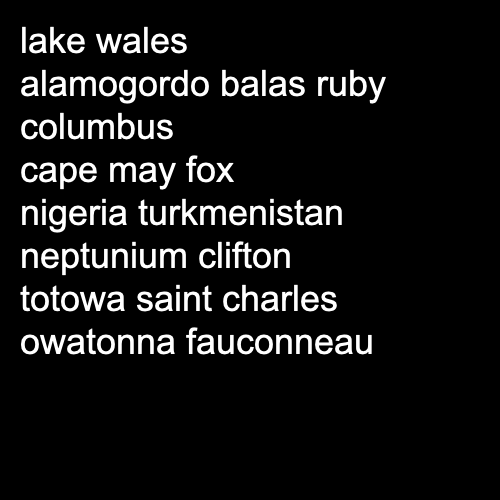 lake wales
alamogordo balas ruby
columbus
cape may fox
nigeria turkmenistan
neptunium clifton
totowa saint charles
owatonna fauconneau